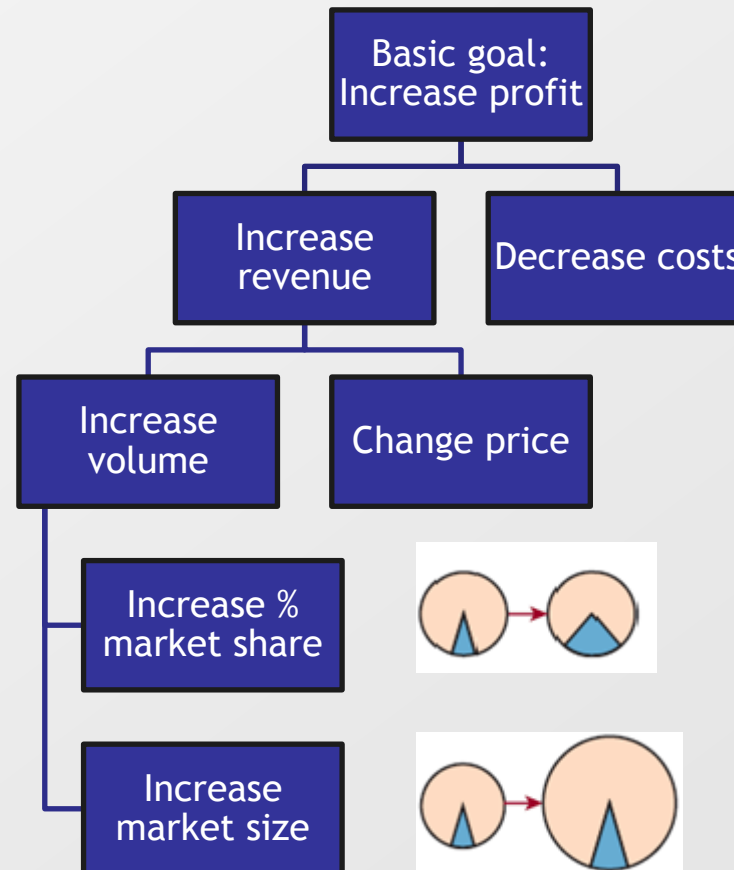 Basic goal:
Increase profit
Increase
revenue
Decrease costs
Increase
volume
Change price
Increase %
market share
Increase
market size